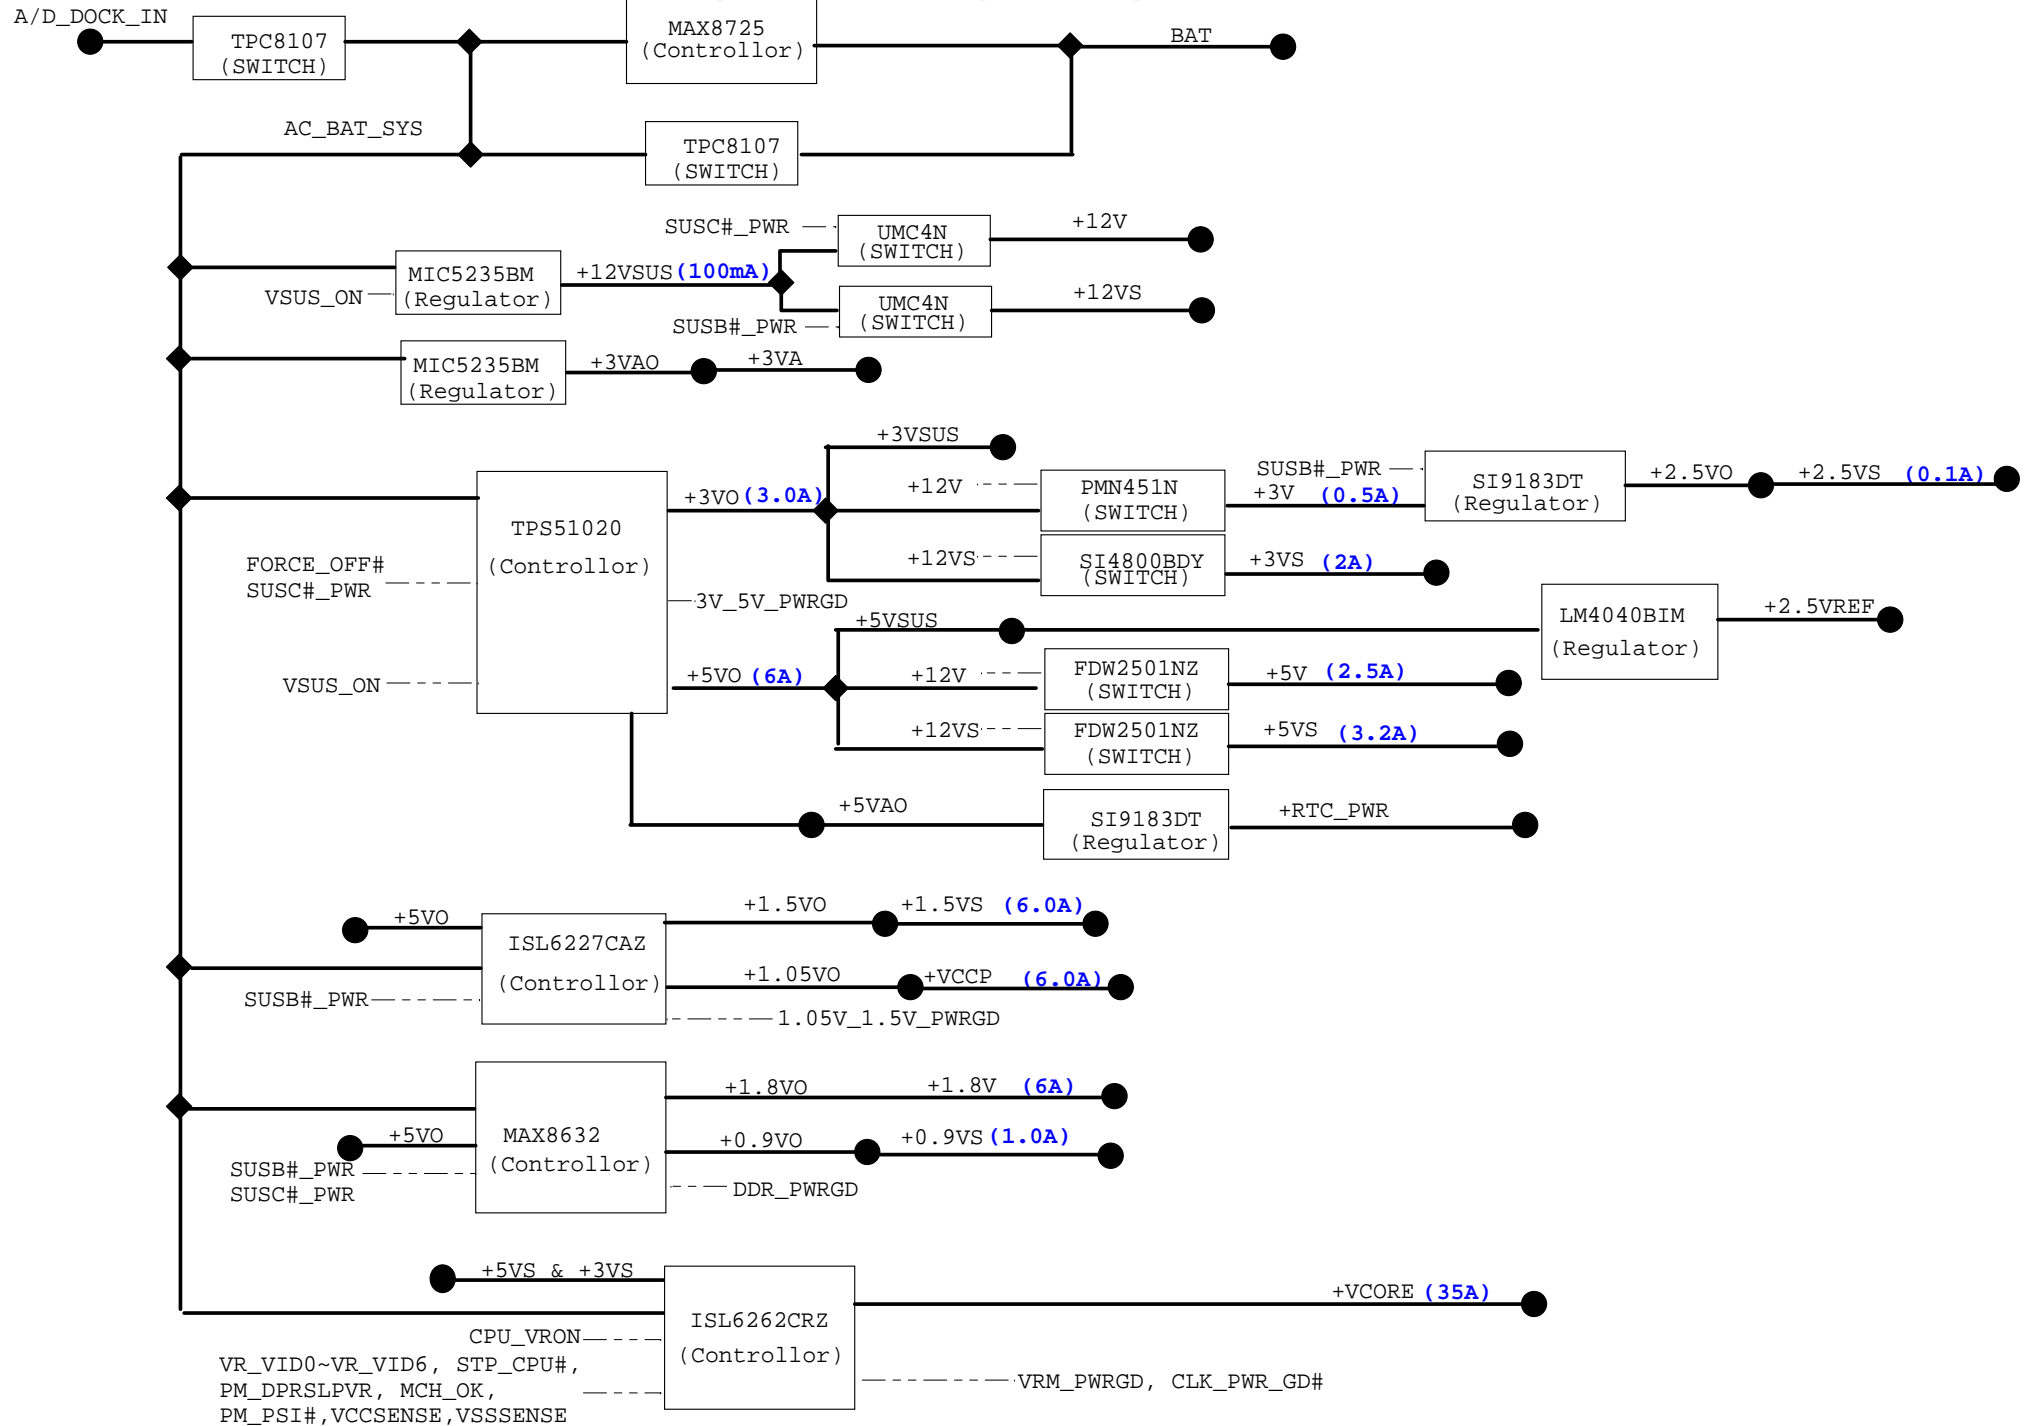 A/D_DOCK_IN
TPC8107
(SWITCH)
MAX8725
(Controllor)
BAT
AC_BAT_SYS
TPC8107
(SWITCH)
SUSC#_PWR
UMC4N
(SWITCH)
+12V
MIC5235BM
(Regulator)
VSUS_ON
+12VSUS (100mA)
UMC4N
(SWITCH)
+12VS
SUSB#_PWR
MIC5235BM
(Regulator)
+3VAO
+3VA
+3VSUS
TPS51020
(Controllor)
+3VO (3.0A)
+12V
PMN451N
(SWITCH)
+3V (0.5A)
SUSB#_PWR
SI9183DT
(Regulator)
+2.5VO
+2.5VS (0.1A)
FORCE_OFF#
SUSC#_PWR
+12VS
SI4800BDY
(SWITCH)
+3VS (2A)
3V_5V_PWRGD
+5VSUS
LM4040BIM
(Regulator)
+2.5VREF
VSUS_ON
+5VO (6A)
+12V
FDW2501NZ
(SWITCH)
+5V (2.5A)
+12VS
FDW2501NZ
(SWITCH)
+5VS (3.2A)
+5VAO
SI9183DT
(Regulator)
+RTC_PWR
+5VO
ISL6227CAZ
(Controllor)
+1.5VO
+1.5VS (6.0A)
+1.05VO
+VCCP (6.0A)
SUSB#_PWR
1.05V_1.5V_PWRGD
+1.8VO
+1.8V (6A)
+5VO
MAX8632
(Controllor)
+0.9VO
+0.9VS (1.0A)
SUSB#_PWR
SUSC#_PWR
DDR_PWRGD
+5VS & +3VS
ISL6262CRZ
(Controllor)
+VCORE (35A)
CPU_VRON
VR_VID0~VR_VID6, STP_CPU#,
PM_DPRSLPVR, MCH_OK,
PM_PSI#,VCCSENSE,VSSSENSE
VRM_PWRGD, CLK_PWR_GD#